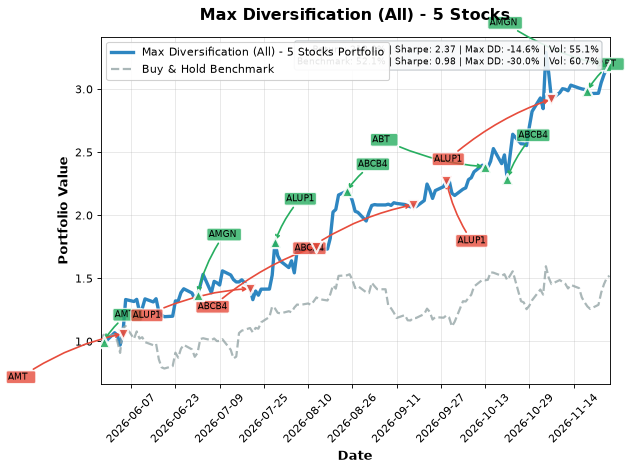 Max Diversification (All) - 5 Stocks
AMGN
Max Diversification (All) - 5 Stocks Portfolio
Buy & Hold Benchmark
| Sharpe: 2.37 | Max DD: -14.6% | Vol: 55.1%
Benchmark: 52.1% | Sharpe: 0.98 | Max DD: -30.0% | Vol: 60.7%
ABT
ABCB4
ALUP1
ABCB4
ALUP1
AMGN
ALUP1
ABCB4
ALUP1
AMT
Portfolio Value
3.0
2.5
2.0
1.5
1.0
2026-06-07
2026-06-23
2026-07-09
2026-07-25
2026-08-10
2026-08-26
2026-09-11
2026-09-27
2026-10-13
2026-10-29
2026-11-14
Date